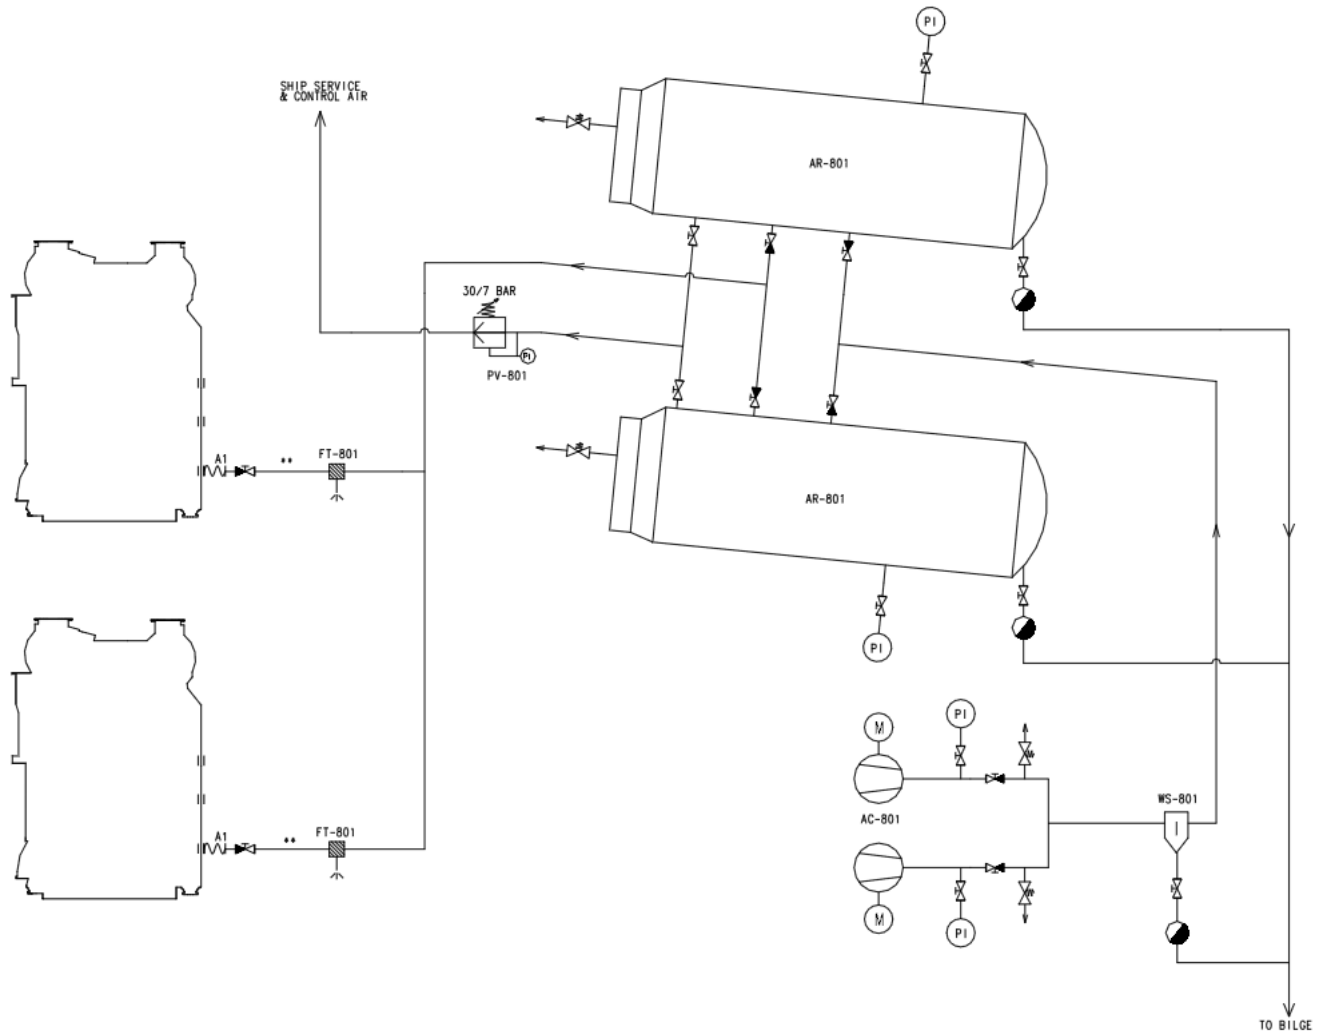 PI
SHIP SERVICE
& CONTROL AIR
AR-801
30/7 BAR
PI
PV-801
A1
**
FT-801
AR-801
PI
M
PI
AC-801
WS-801
A1
**
FT-801
M
PI
TO BILGE